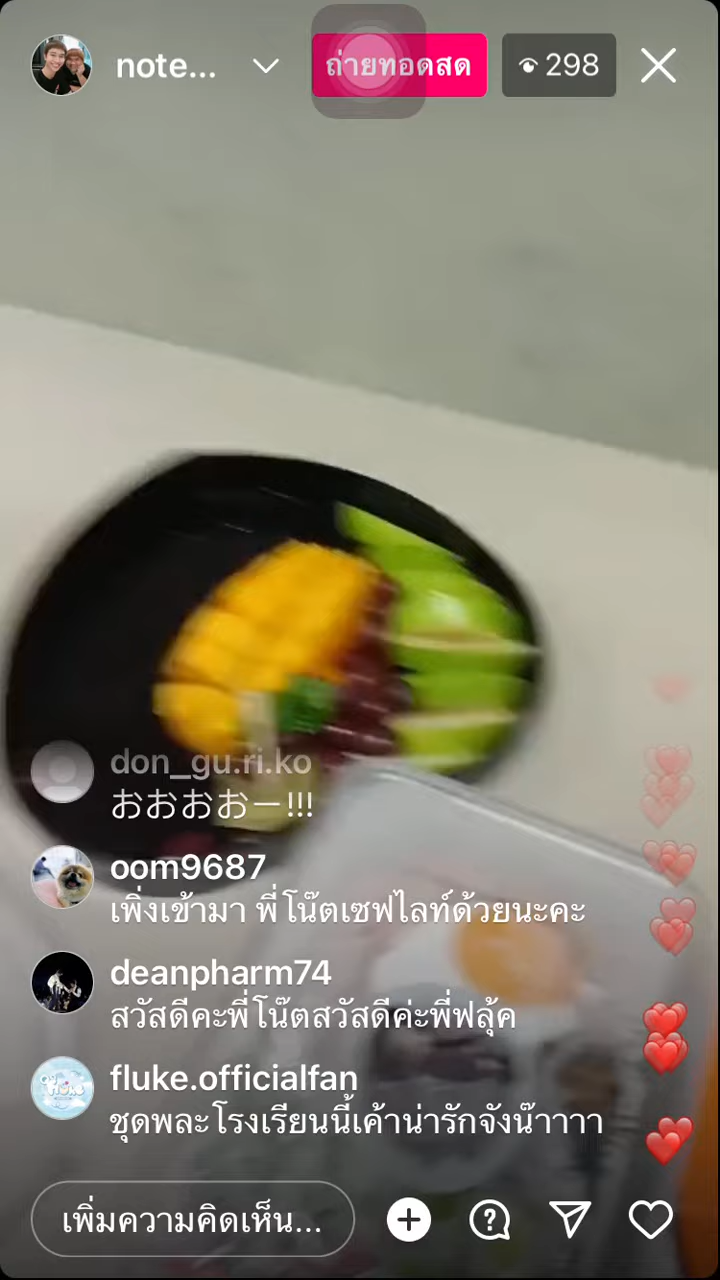 note...
ถ่ายทอดสด
298
don_gu.ri.ko
おおおおー!!!
oom9687
เพิ่งเข้ามา พี่โน๊ตเซฟไลท์ด้วยนะคะ
deanpharm74
สวัสดีคะพี่โน๊ตสวัสดีค่ะพี่ฟลุ้ค
fluke.officialfan
ชุดพละโรงเรียนนี้เค้าน่ารักจังน๊าาาา
เพิ่มความคิดเห็น...